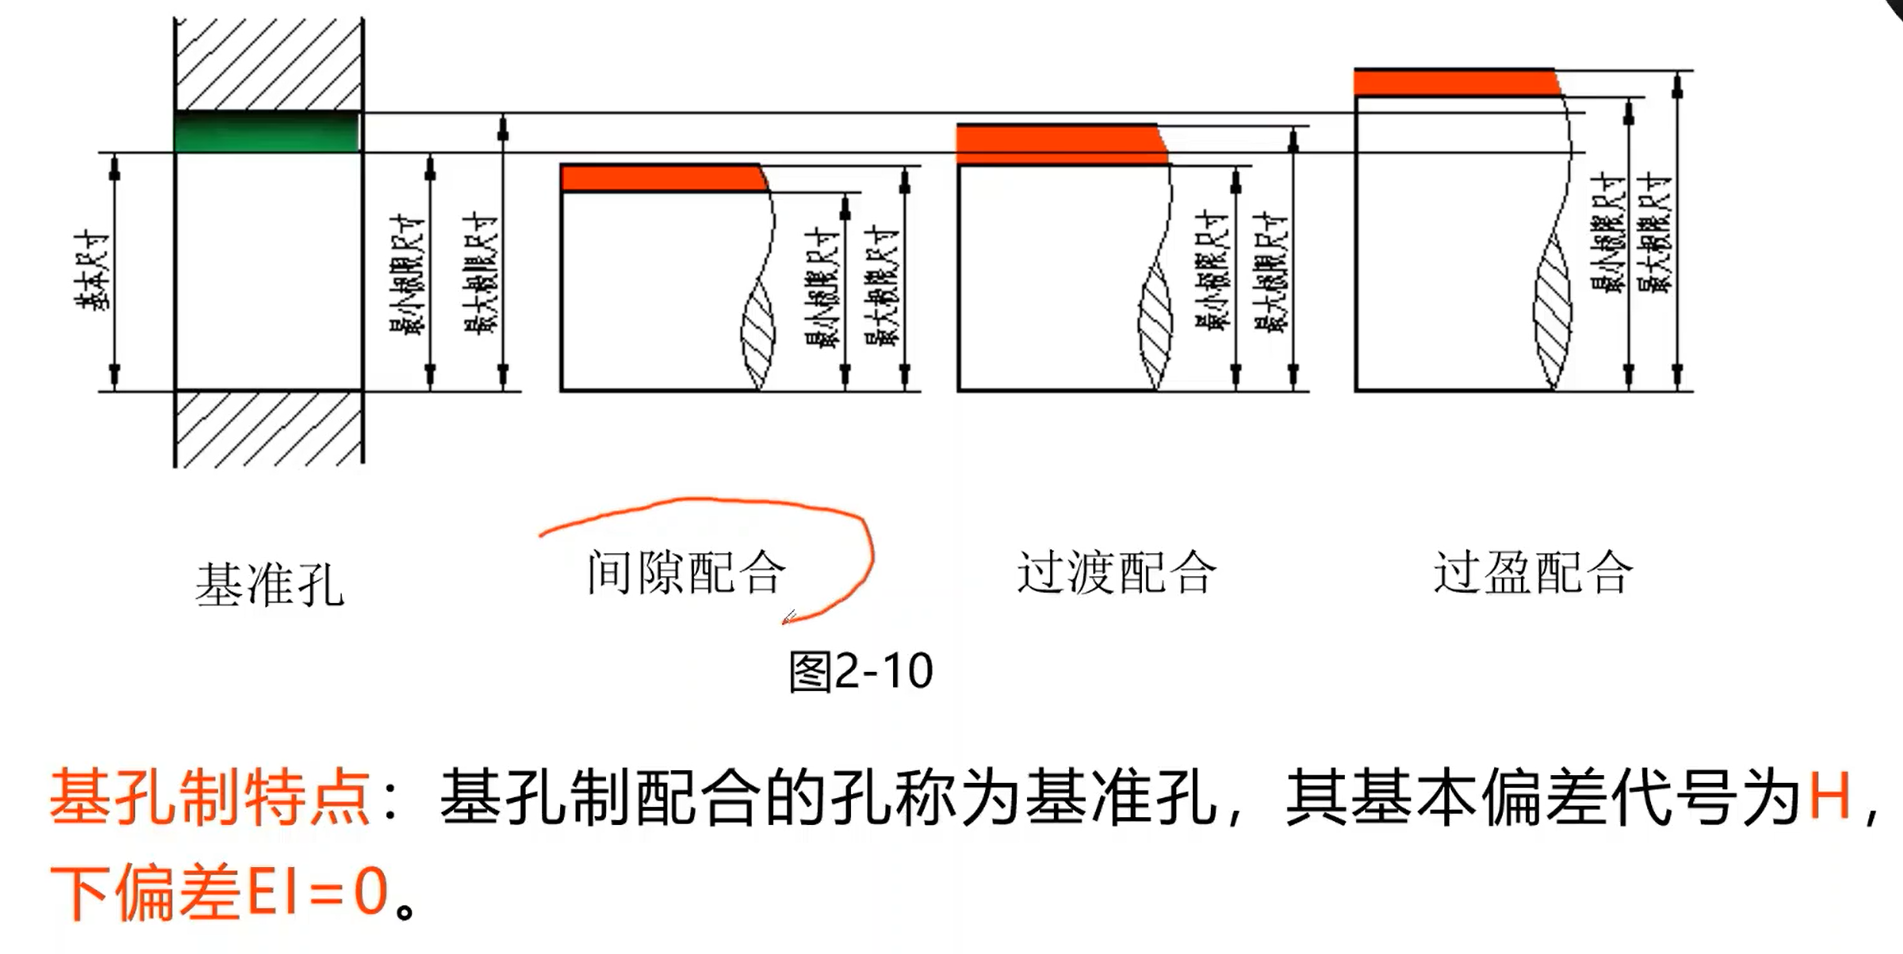 基本尺寸
最小极限尺寸
最大极限尺寸
最小极限尺寸
最大极限尺寸
最小极限尺寸
最大极限尺寸
最小极限尺寸
最大极限尺寸
基准孔
间隙配合
过渡配合
过盈配合
图2-10
基孔制特点：基孔制配合的孔称为基准孔，其基本偏差代号为H，
下偏差EI=0。